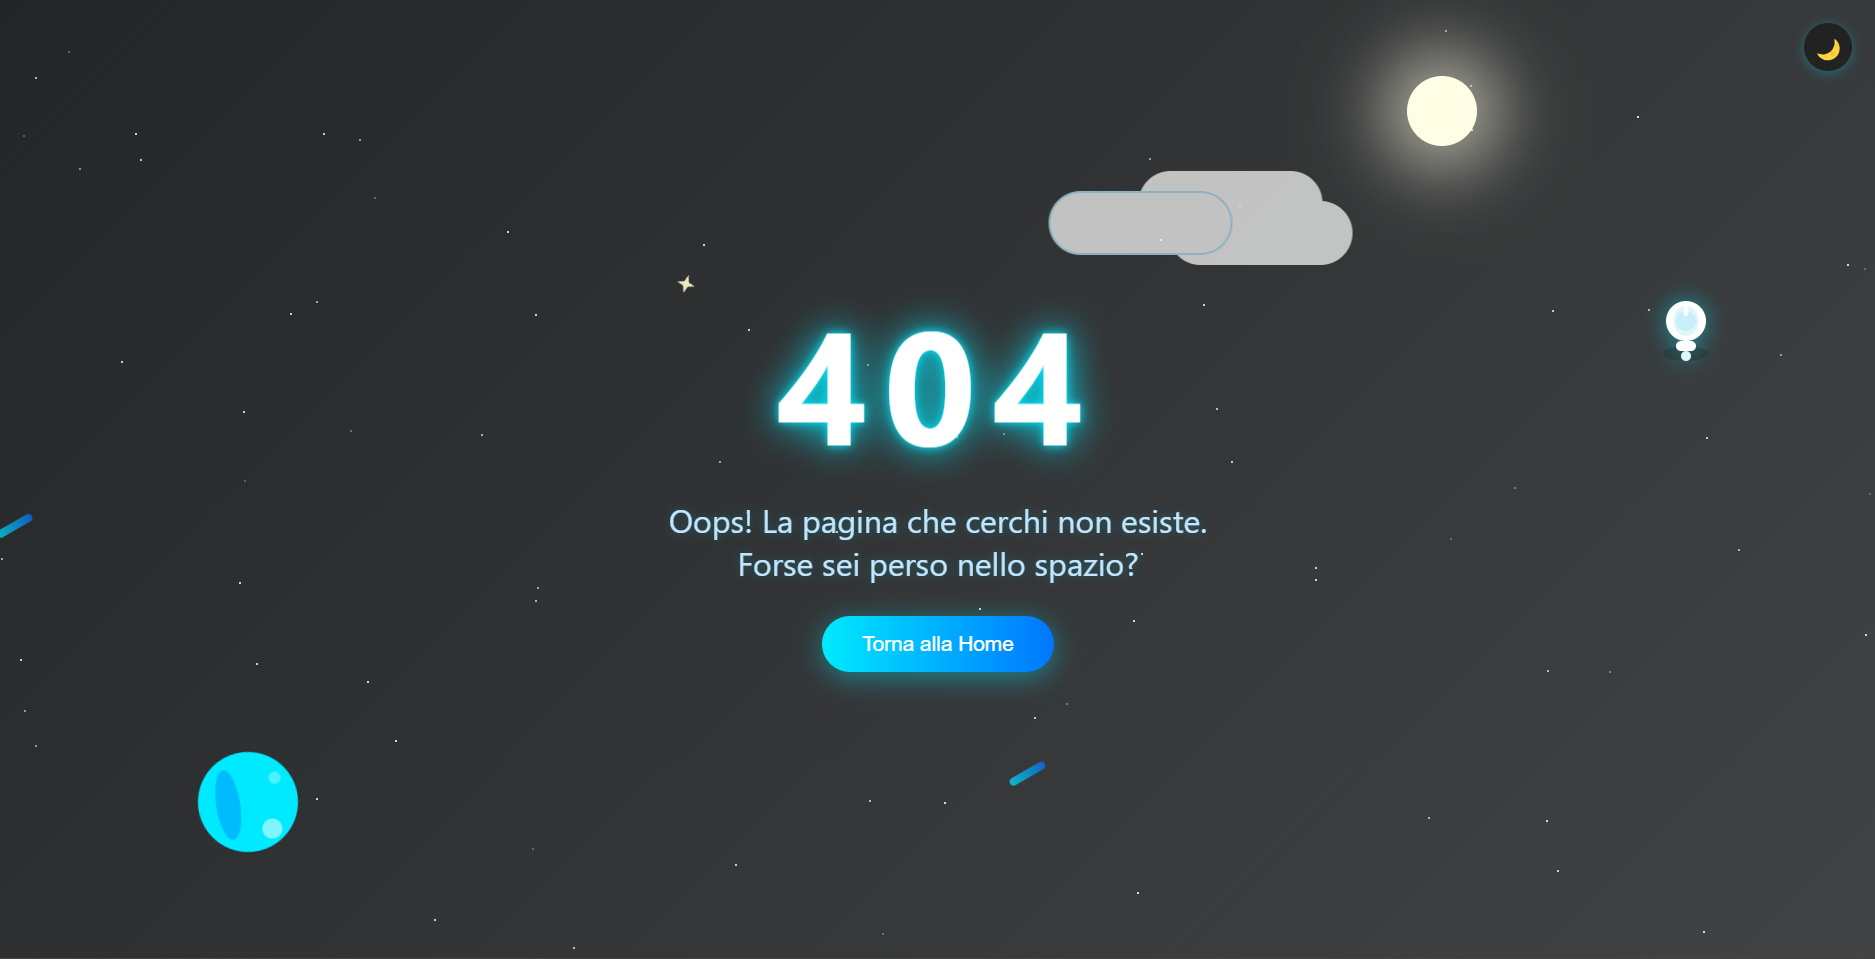 404
Oops! La pagina che cerchi non esiste.
Forse sei perso nello spazio?
Torna alla Home